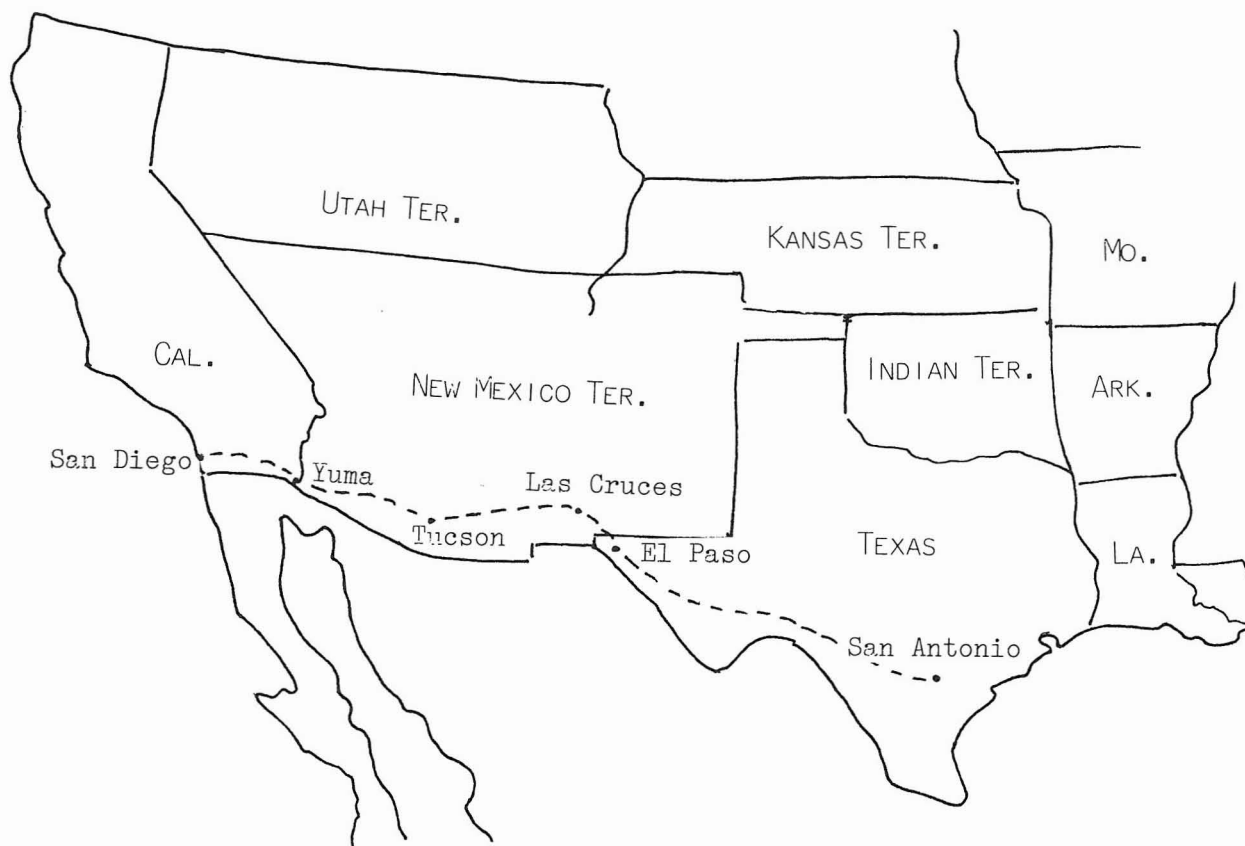 UTAH TER.
KANSAS TER.
MO.
CAL.
NEW MEXICO TER.
INDIAN TER.
ARK.
San Diego
Yuma
Las Cruces
Tucson
El Paso
TEXAS
LA.
San Antonio